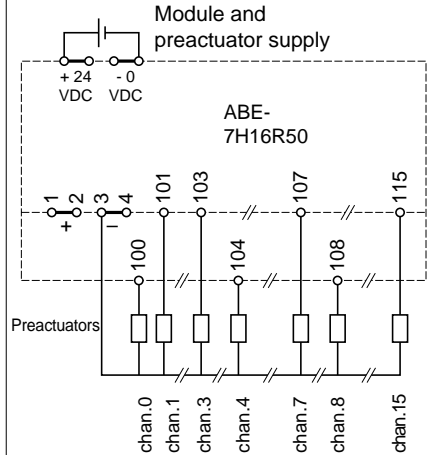 Module and
preactuator supply
+ 24
VDC
- 0
VDC
ABE-
7H16R50
1
2
3
4
101
103
107
115
+
–
100
104
108
Preactuators
chan.0
chan.1
chan.3
chan.4
chan.7
chan.8
chan.15